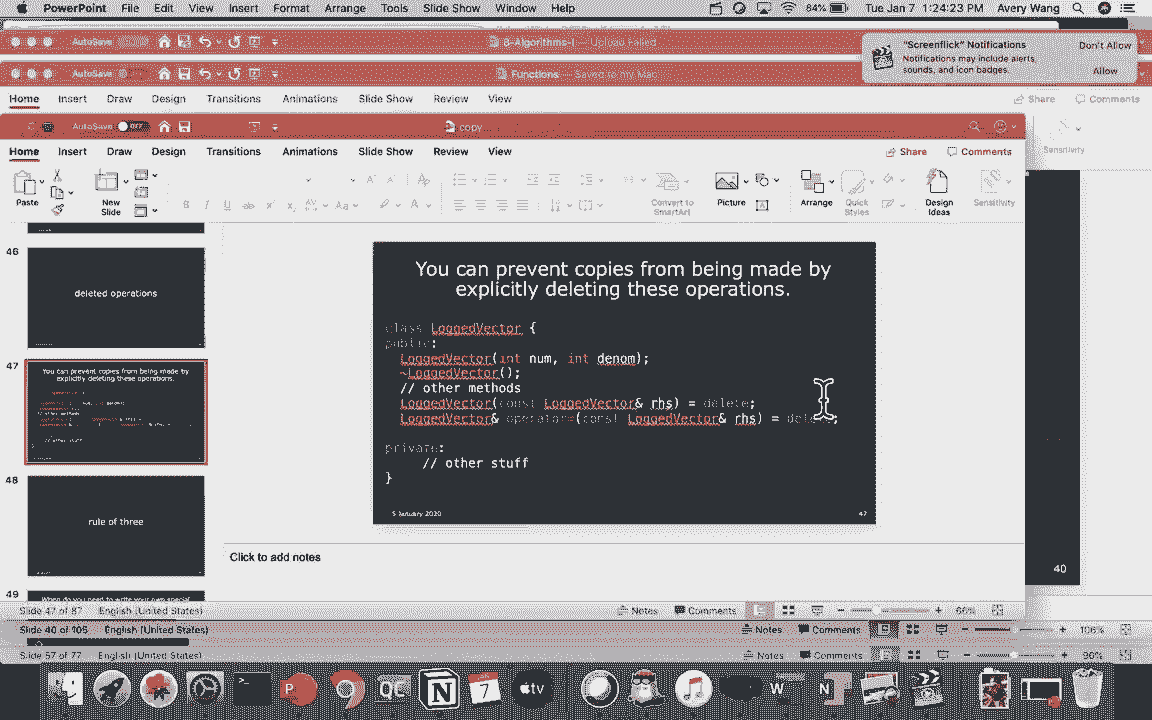 PowerPoint File Edit View Insert Format Arrange Tools Slide Show Window Help 84% Tue Jan 7 1:24:23 PM Avery Wang
AutoSave 6-Algorithms-I — Upload Failed
"Screenflick" Notifications
Notifications may include alerts,
sounds, and icon badges.
Don't Allow
Allow
AutoSave Functions — Saved to my Mac
Home Insert Draw Design Transitions Animations Slide Show Review View Share Comments
AutoSave OFF copy
Home Insert Draw Design Transitions Animations Slide Show Review View Share Comments
Sensitivity
Paste
New
Slide
Convert to
SmartArt
Picture
Arrange
Quick
Styles
Design
Ideas
Sensitivity
46
deleted operations
47
You can prevent copies from being made by
explicitly deleting these operations.
48
rule of three
49
When do you need to write your own special
You can prevent copies from being made by
explicitly deleting these operations.
class LoggedVector {
public:
LoggedVector(int num, int denom);
~LoggedVector();
// other methods
LoggedVector(const LoggedVector& rhs) = delete;
LoggedVector& operator=(const LoggedVector& rhs) = delete;
private:
// other stuff
}
5 January 2020
47
Click to add notes
40
Slide 47 of 87 English (United States) Notes Comments 66%
Slide 40 of 105 English (United States) Notes Comments 106%
Slide 57 of 77 English (United States) Notes Comments 90%
>_
P
QC
N
7
tv
W
N